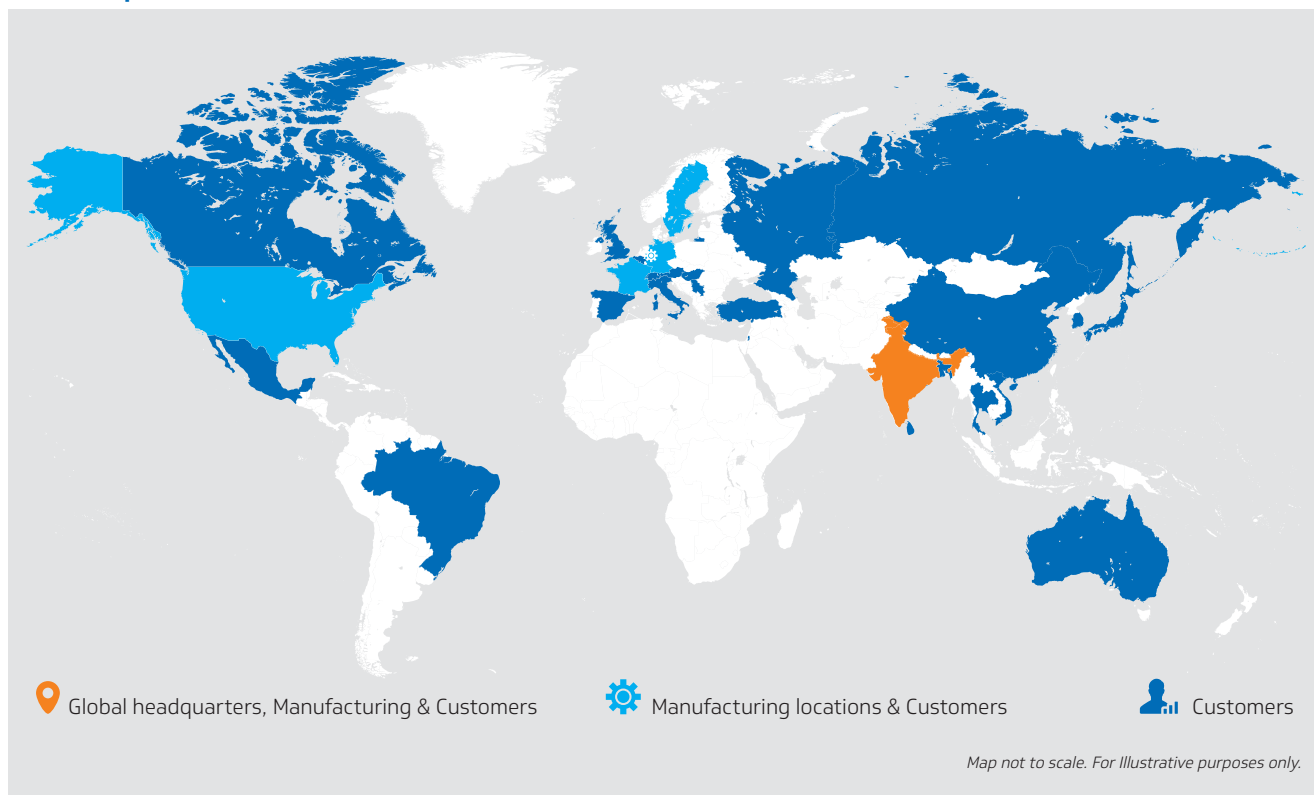 Global headquarters, Manufacturing & Customers
Manufacturing locations & Customers
Customers
Map not to scale. For Illustrative purposes only.